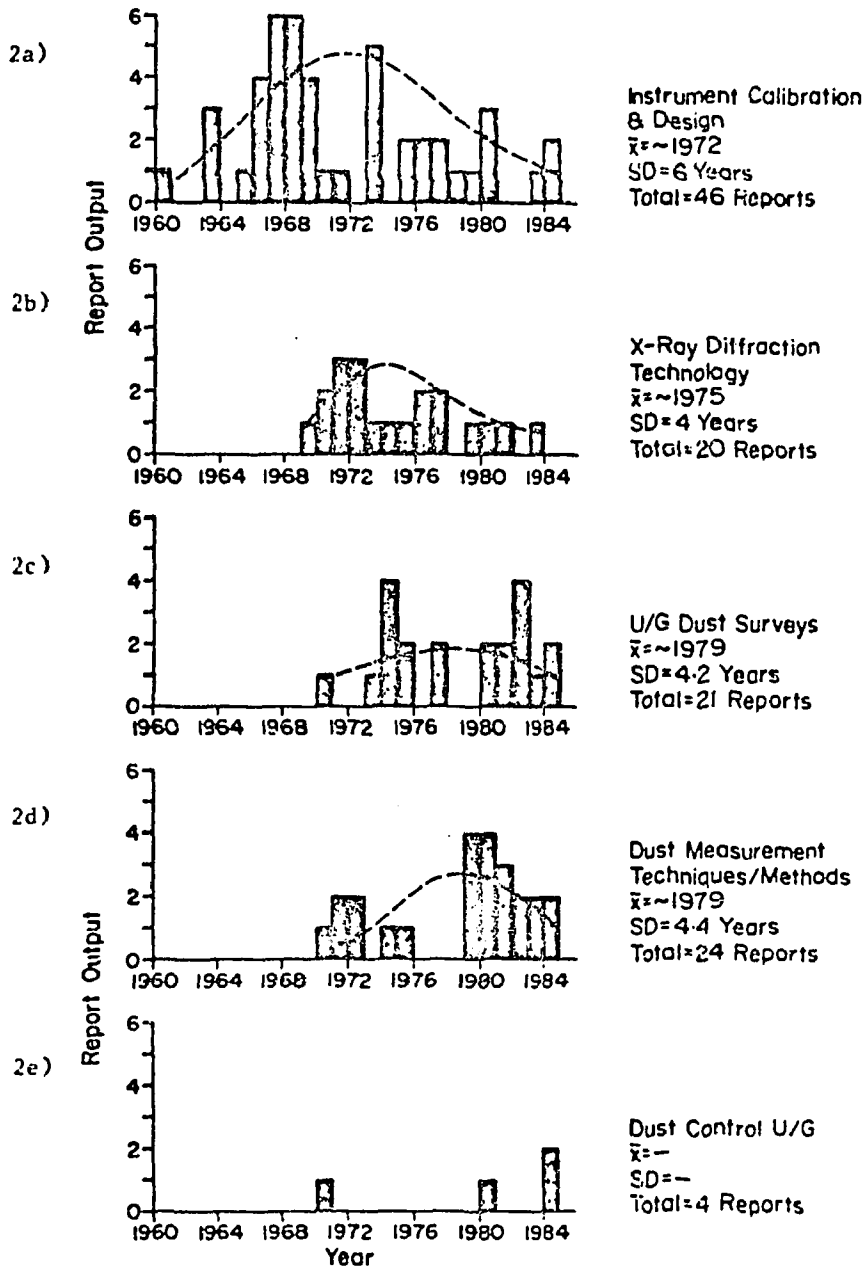 2a)
6
4
2
0
1960 1964 1968 1972 1976 1980 1984
Instrument Calibration
& Design
x̄=~1972
SD=6 Years
Total=46 Reports
Report Output
2b)
6
4
2
0
1960 1964 1968 1972 1976 1980 1984
X-Ray Diffraction
Technology
x̄=~1975
SD=4 Years
Total=20 Reports
2c)
6
4
2
0
1960 1964 1968 1972 1976 1980 1984
U/G Dust Surveys
x̄=~1979
SD=4·2 Years
Total=21 Reports
2d)
6
4
2
0
1960 1964 1968 1972 1976 1980 1984
Dust Measurement
Techniques/Methods
x̄=~1979
SD=4·4 Years
Total=24 Reports
Report Output
2e)
6
4
2
0
1960 1964 1968 1972 1976 1980 1984
Year
Dust Control U/G
x̄=-
SD=-
Total=4 Reports